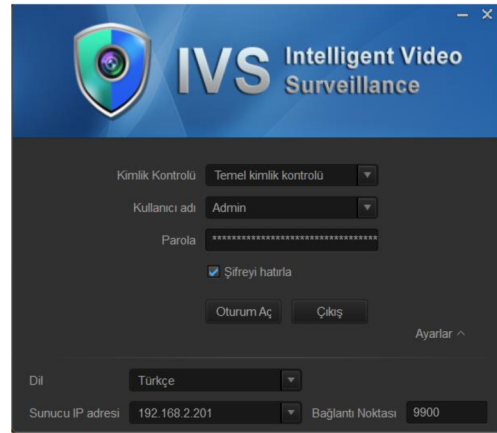 IVS Intelligent Video
Surveillance
Kimlik Kontrolü Temel kimlik kontrolü
Kullanıcı adı Admin
Parola **********************************
Şifreyi hatırla
Oturum Aç Çıkış
Ayarlar
Dil Türkçe
Sunucu IP adresi 192.168.2.201 Bağlantı Noktası 9900